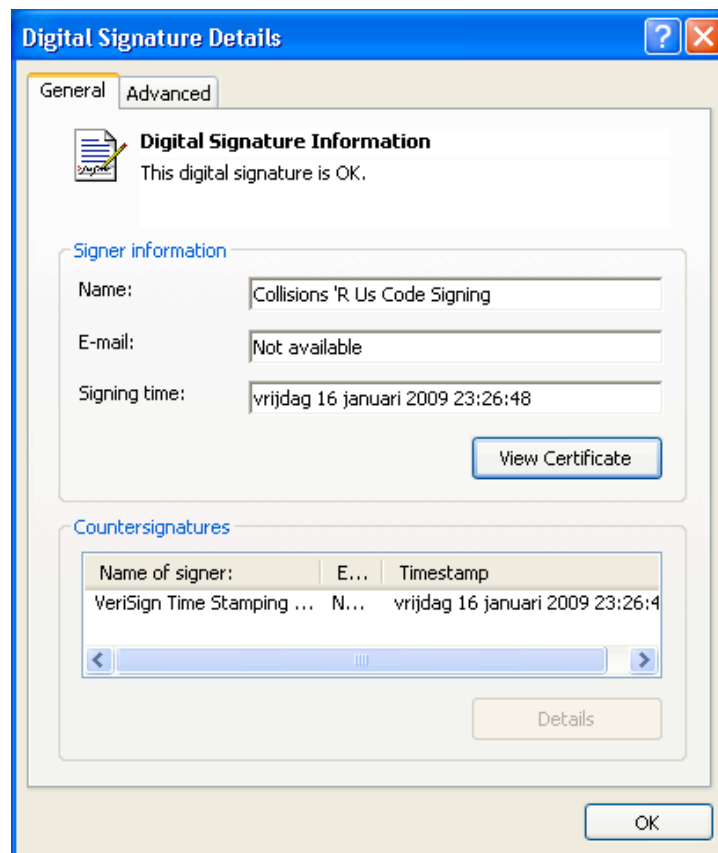 Digital Signature Details
General Advanced
Digital Signature Information
This digital signature is OK.
Signer information
Name: Collisions 'R Us Code Signing
E-mail: Not available
Signing time: vrijdag 16 januari 2009 23:26:48
View Certificate
Countersignatures
Name of signer: E... Timestamp
VeriSign Time Stamping ... N... vrijdag 16 januari 2009 23:26:4
Details
OK